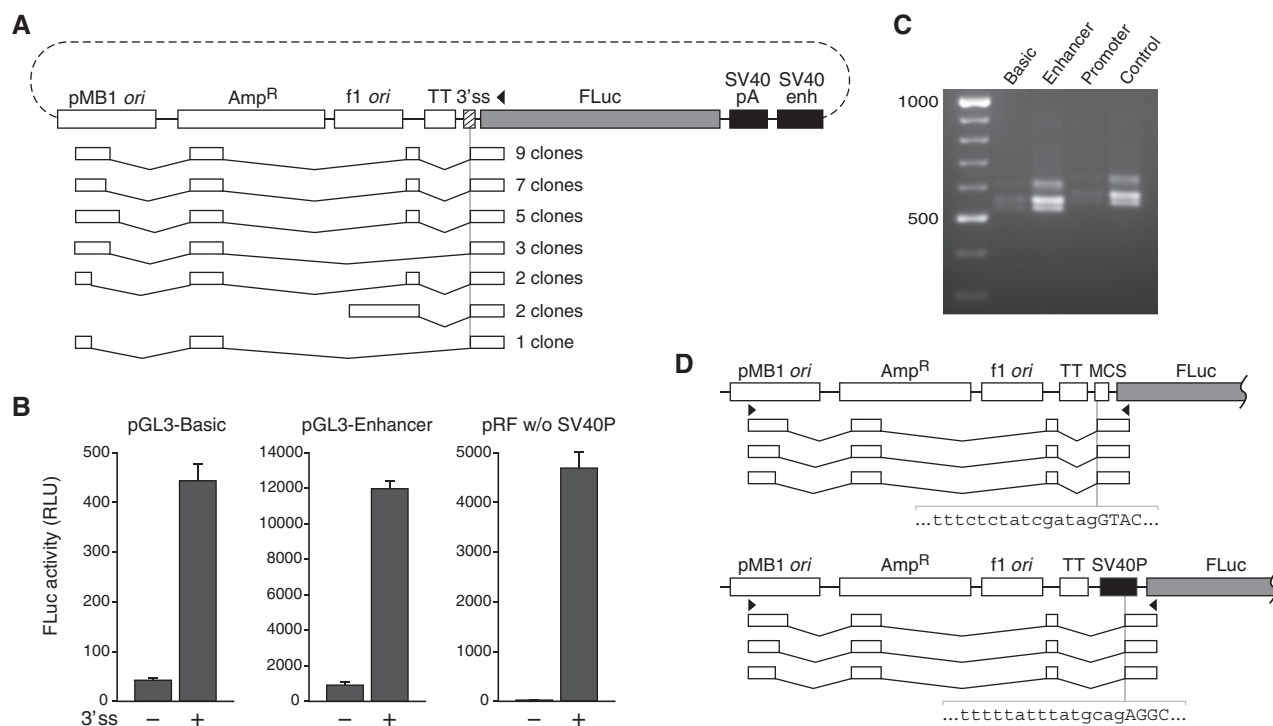 A
pMB1 ori AmpR f1 ori TT 3'ss FLuc SV40 pA SV40 enh
9 clones
7 clones
5 clones
3 clones
2 clones
2 clones
1 clone
B
pGL3-Basic pGL3-Enhancer pRF w/o SV40P
FLuc activity (RLU)
500 14000 5000
400 12000 4000
300 10000 3000
200 8000 2000
100 6000 1000
0 4000 0
2000
0
3'ss − + − + − +
C
Basic Enhancer Promoter Control
1000
500
D
pMB1 ori AmpR f1 ori TT MCS FLuc
...tttctctatcgatagGTAC...
pMB1 ori AmpR f1 ori TT SV40P FLuc
...tttttatttatgcagAGGC...